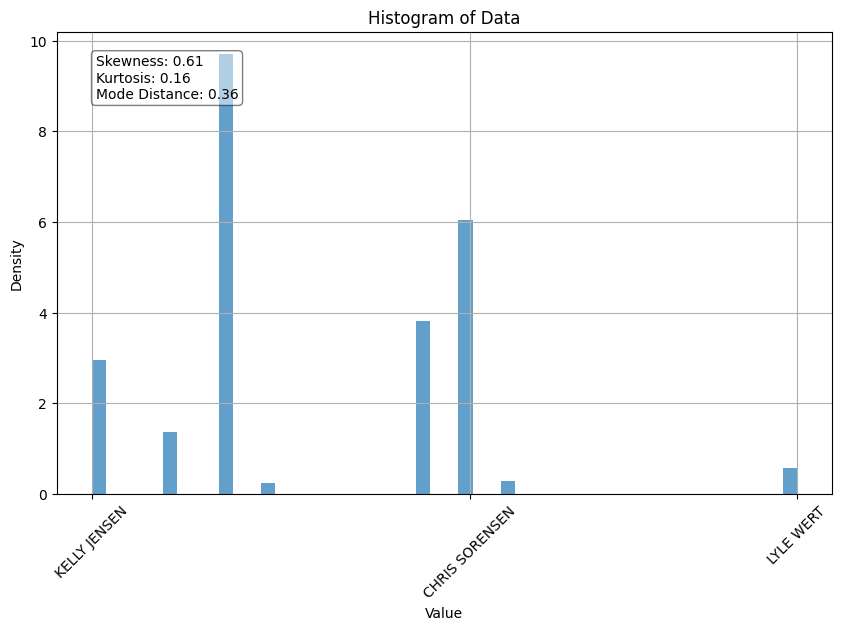 Histogram of Data
Skewness: 0.61
Kurtosis: 0.16
Mode Distance: 0.36
Density
10
8
6
4
2
0
KELLY JENSEN
CHRIS SORENSEN
LYLE WERT
Value